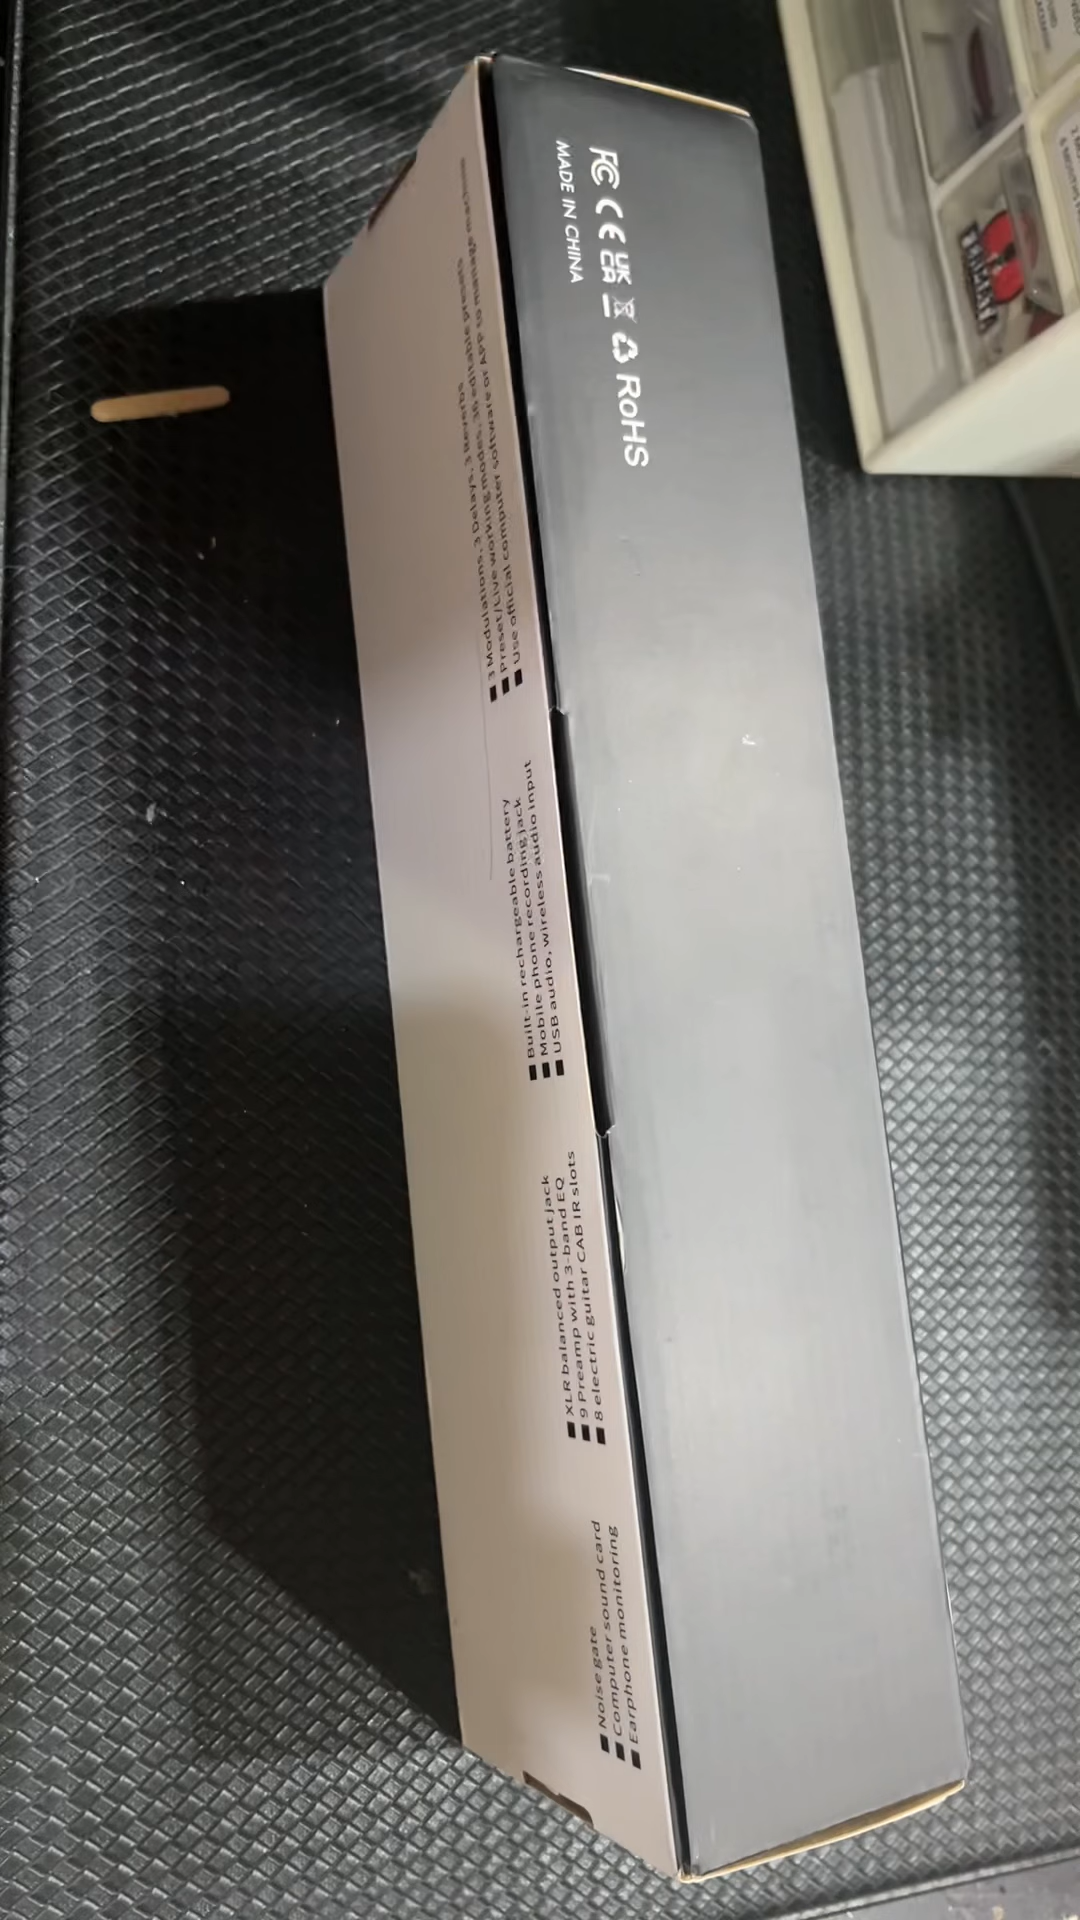 FC CE UK CA RoHS
MADE IN CHINA
Noise gate
Computer sound card
Earphone monitoring
XLR balanced output jack
9 Preamp with 3-band EQ
8 electric guitar CAB IR slots
Built-in rechargeable battery
Mobile phone recording jack
USB audio, wireless audio input
3 Modulations, 3 Delays, 3 Reverbs
Preset/Live working modes, 36 editable presets
Use official computer software or App to manage machine